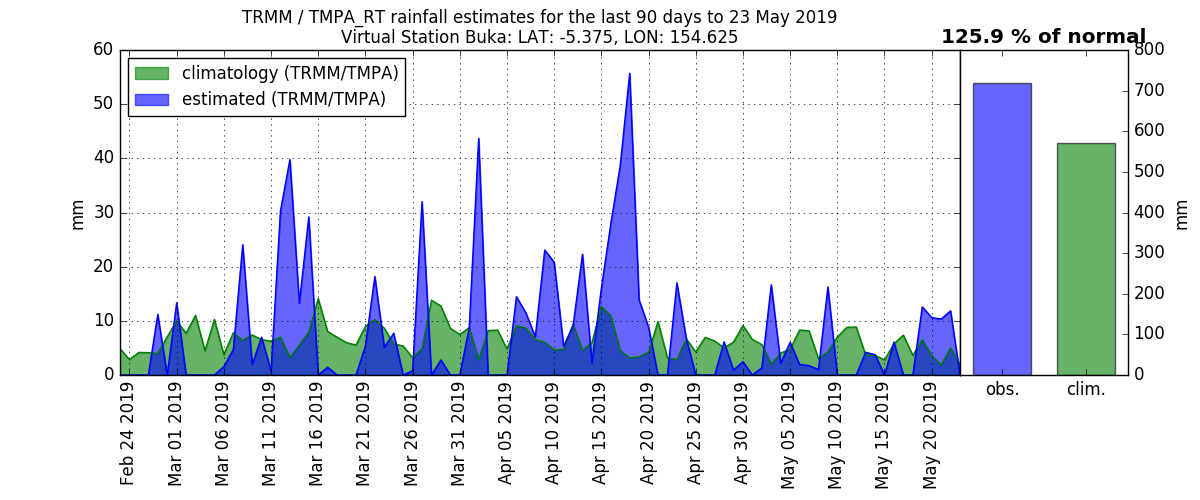 TRMM / TMPA_RT rainfall estimates for the last 90 days to 23 May 2019
Virtual Station Buka: LAT: -5.375, LON: 154.625
125.9 % of normal
climatology (TRMM/TMPA)
estimated (TRMM/TMPA)
60
50
40
30
20
10
0
mm
Feb 24 2019
Mar 01 2019
Mar 06 2019
Mar 11 2019
Mar 16 2019
Mar 21 2019
Mar 26 2019
Mar 31 2019
Apr 05 2019
Apr 10 2019
Apr 15 2019
Apr 20 2019
Apr 25 2019
Apr 30 2019
May 05 2019
May 10 2019
May 15 2019
May 20 2019
800
700
600
500
400
300
200
100
0
mm
obs.
clim.